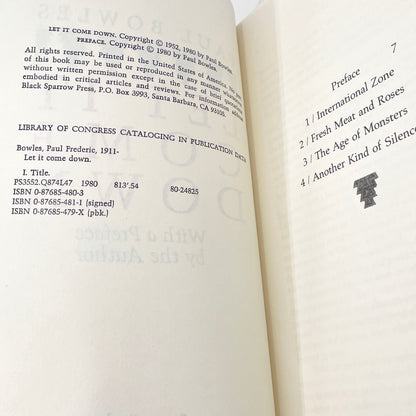 LET IT COME DOWN. Copyright © 1952, 1980 by Paul Bowles.
PREFACE. Copyright © 1980 by Paul Bowles.
All rights reserved. Printed in the United States of America. No part
of this book may be used or reproduced in any manner whatsoever
without written permission except in the case of brief quotations
embodied in critical articles and reviews. For information address
Black Sparrow Press, P.O. Box 3993, Santa Barbara, CA 93105.
LIBRARY OF CONGRESS CATALOGING IN PUBLICATION DATA
Bowles, Paul Frederic, 1911-
Let it come down.
I. Title.
PS3552.Q874L47 1980 813'.54 80-24825
ISBN 0-87685-480-3
ISBN 0-87685-481-1 (signed)
ISBN 0-87685-479-X (pbk.)
Preface 7
1 / International Zone
2 / Fresh Meat and Roses
3 / The Age of Monsters
4 / Another Kind of Silence